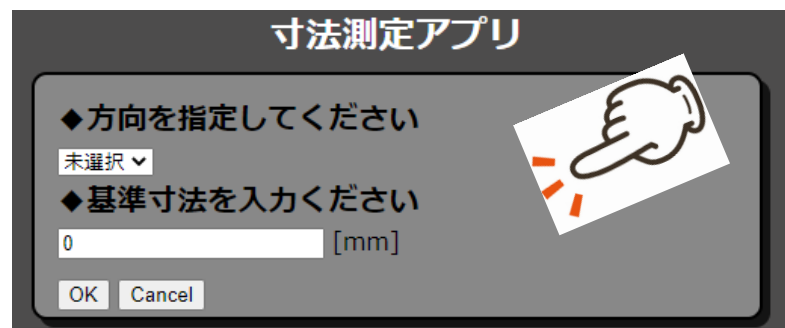 寸法測定アプリ
◆方向を指定してください
未選択
◆基準寸法を入力ください
0 [mm]
OK Cancel